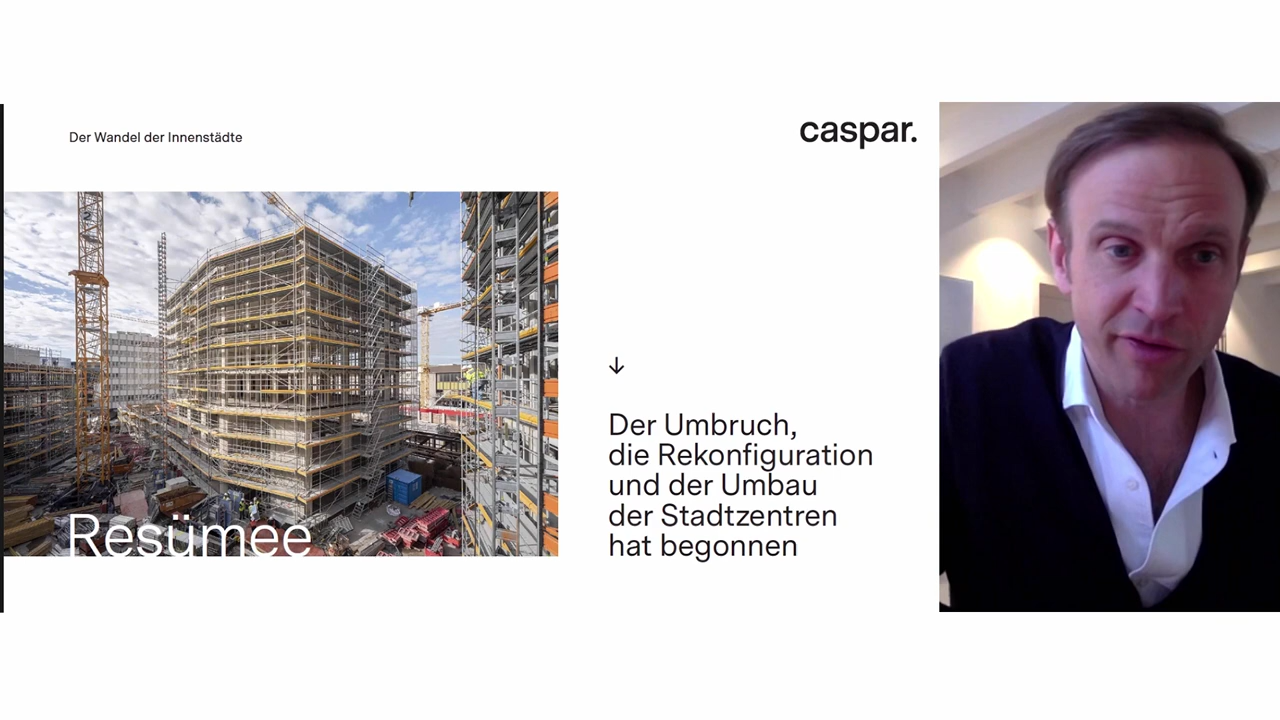 Der Wandel der Innenstädte
caspar.
Resümee
Der Umbruch,
die Rekonfiguration
und der Umbau
der Stadtzentren
hat begonnen